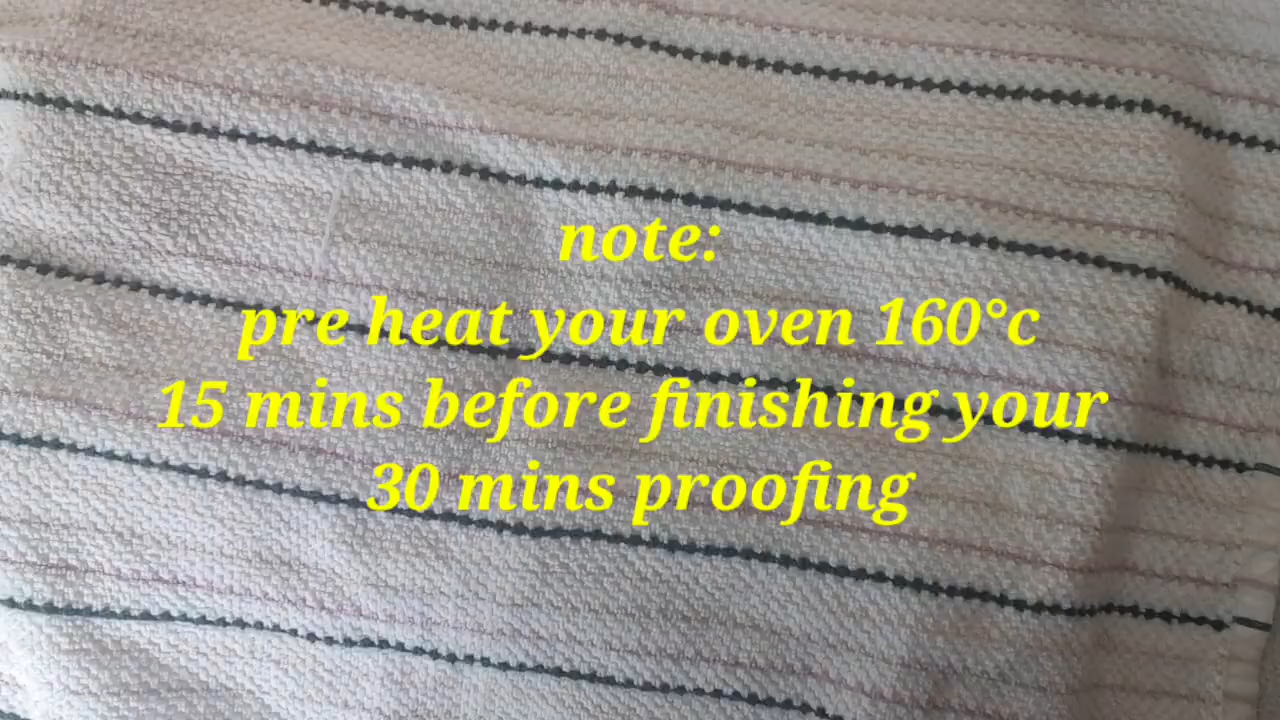 note:
pre heat your oven 160°c
15 mins before finishing your
30 mins proofing